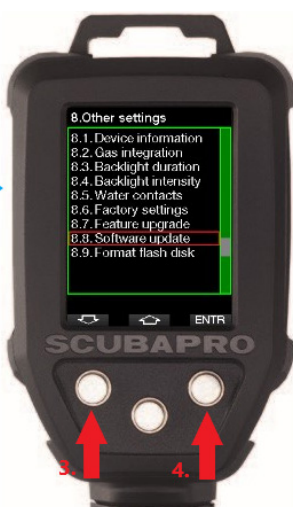 8.Other settings
8.1. Device information
8.2. Gas integration
8.3. Backlight duration
8.4. Backlight intensity
8.5. Water contacts
8.6. Factory settings
8.7. Feature upgrade
8.8. Software update
8.9. Format flash disk
ENTR
SCUBAPRO
3. 4.